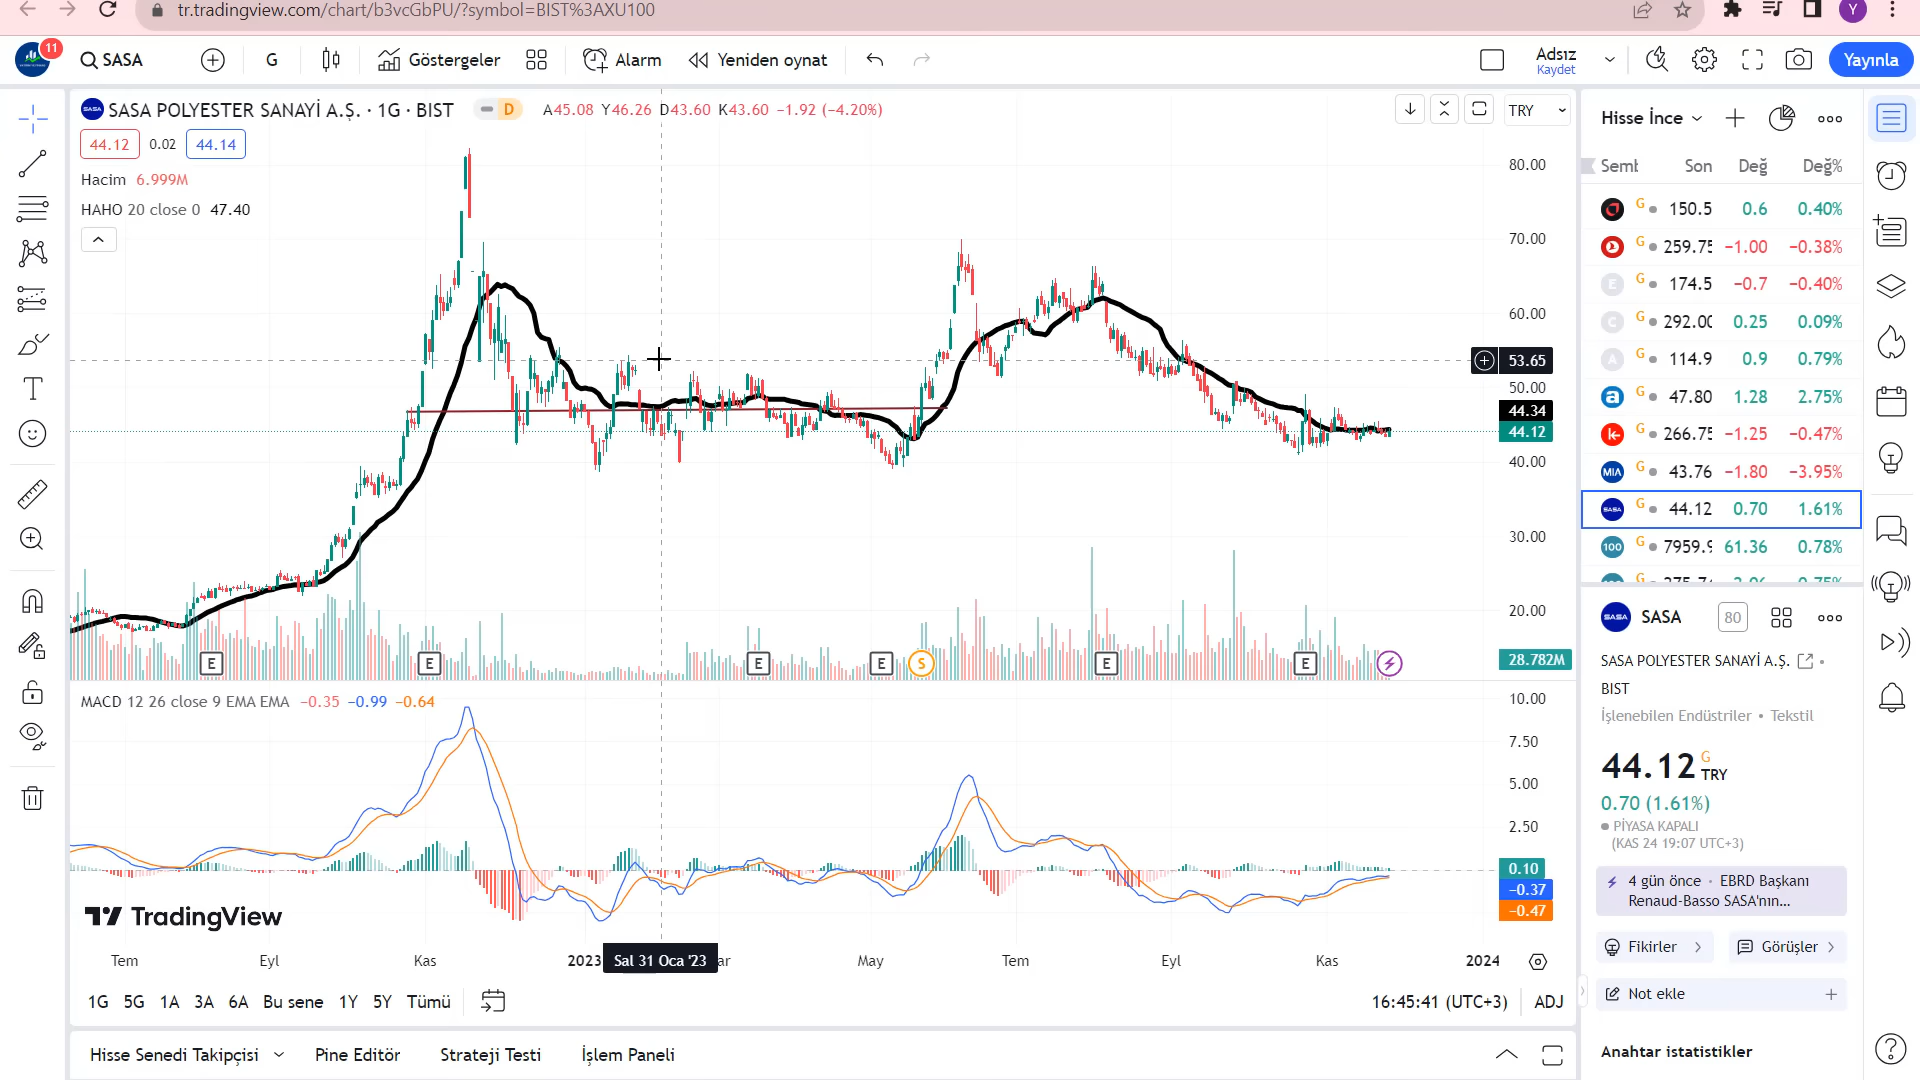 tr.tradingview.com/chart/b3vcGbPU/?symbol=BIST%3AXU100
Y
11
SASA
G
Göstergeler
Alarm
Yeniden oynat
Adsız
Kaydet
Yayınla
SASA POLYESTER SANAYİ A.Ş. · 1G · BIST
D
A45.08 Y46.26 D43.60 K43.60 −1.92 (−4.20%)
TRY
44.12
0.02
44.14
Hacim 6.999M
HAHO 20 close 0 47.40
80.00
70.00
60.00
53.65
50.00
44.34
44.12
40.00
30.00
20.00
28.782M
E
E
E
E
S
E
E
MACD 12 26 close 9 EMA EMA −0.35 −0.99 −0.64
10.00
7.50
5.00
2.50
0.10
−0.37
−0.47
TradingView
Tem
Eyl
Kas
2023
Sal 31 Oca '23
ar
May
Tem
Eyl
Kas
2024
1G 5G 1A 3A 6A Bu sene 1Y 5Y Tümü
16:45:41 (UTC+3)
ADJ
Hisse Senedi Takipçisi
Pine Editör
Strateji Testi
İşlem Paneli
Hisse İnce
Semt Son Değ Değ%
G 150.5 0.6 0.40%
G 259.75 −1.00 −0.38%
E G 174.5 −0.7 −0.40%
C G 292.00 0.25 0.09%
A G 114.9 0.9 0.79%
a G 47.80 1.28 2.75%
G 266.75 −1.25 −0.47%
MIA G 43.76 −1.80 −3.95%
SASA G 44.12 0.70 1.61%
100 G 7959.9 61.36 0.78%
SASA SASA 80
SASA POLYESTER SANAYİ A.Ş.
BIST
İşlenebilen Endüstriler • Tekstil
44.12 G TRY
0.70 (1.61%)
PİYASA KAPALI
(KAS 24 19:07 UTC+3)
4 gün önce · EBRD Başkanı
Renaud-Basso SASA'nın...
Fikirler
Görüşler
Not ekle
Anahtar istatistikler